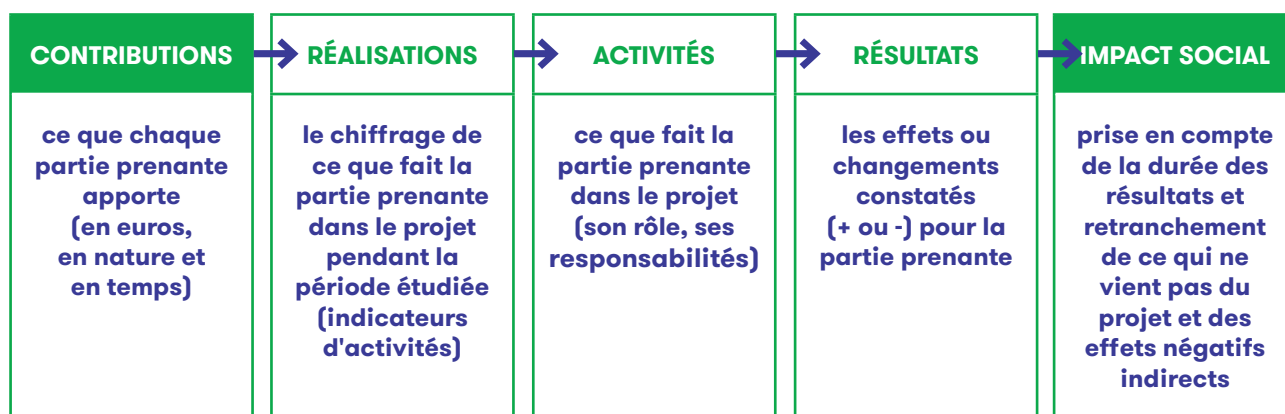 CONTRIBUTIONS
ce que chaque
partie prenante
apporte
(en euros,
en nature et
en temps)
RÉALISATIONS
le chiffrage de
ce que fait la
partie prenante
dans le projet
pendant la
période étudiée
(indicateurs
d'activités)
ACTIVITÉS
ce que fait la
partie prenante
dans le projet
(son rôle, ses
responsabilités)
RÉSULTATS
les effets ou
changements
constatés
(+ ou -) pour la
partie prenante
IMPACT SOCIAL
prise en compte
de la durée des
résultats et
retranchement
de ce qui ne
vient pas du
projet et des
effets négatifs
indirects